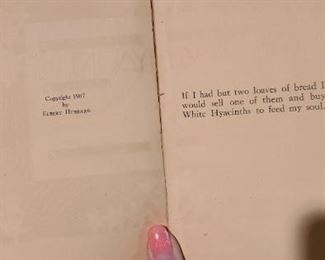 Copyright 1907
by
Elbert Hubbard
If I had but two loaves of bread I
would sell one of them and buy
White Hyacinths to feed my soul.